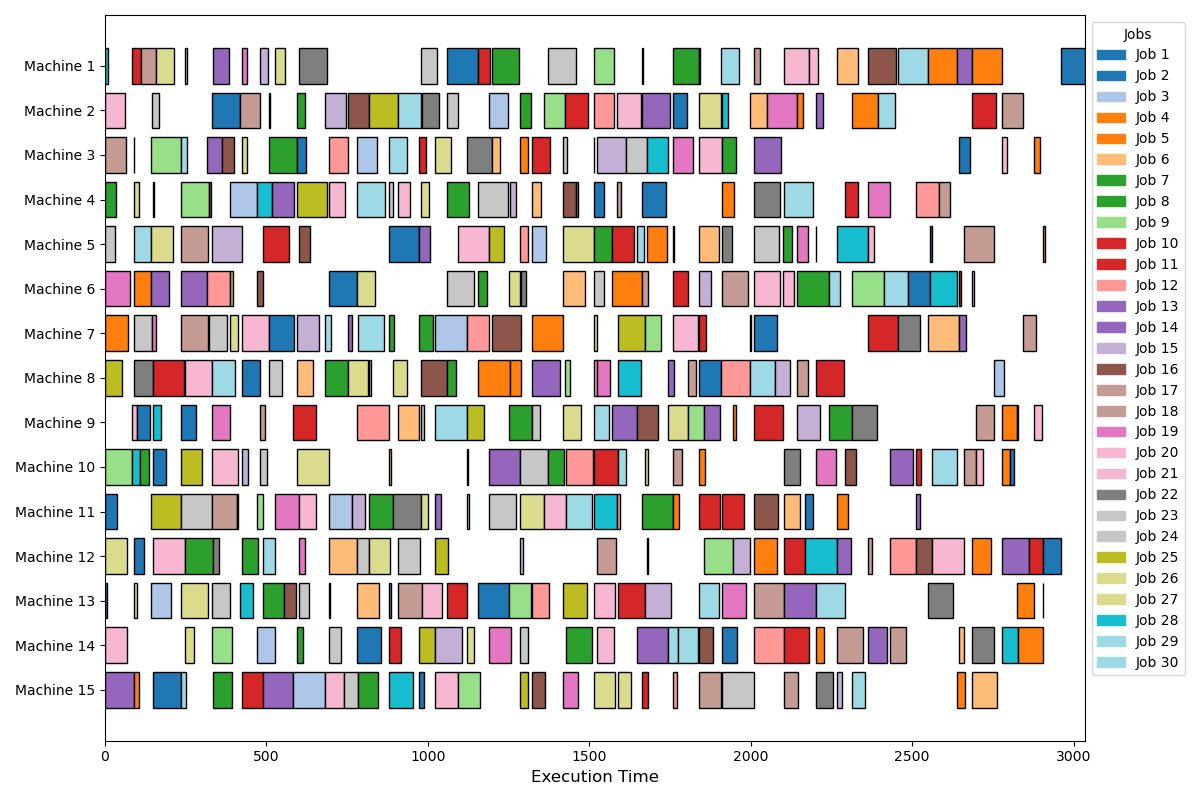 Machine 1
Machine 2
Machine 3
Machine 4
Machine 5
Machine 6
Machine 7
Machine 8
Machine 9
Machine 10
Machine 11
Machine 12
Machine 13
Machine 14
Machine 15
0 500 1000 1500 2000 2500 3000
Execution Time
Jobs
Job 1
Job 2
Job 3
Job 4
Job 5
Job 6
Job 7
Job 8
Job 9
Job 10
Job 11
Job 12
Job 13
Job 14
Job 15
Job 16
Job 17
Job 18
Job 19
Job 20
Job 21
Job 22
Job 23
Job 24
Job 25
Job 26
Job 27
Job 28
Job 29
Job 30